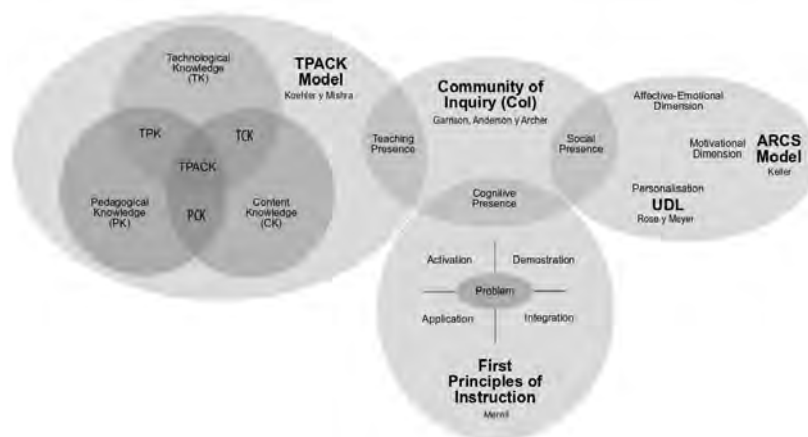 Technological
Knowledge
(TK)
TPACK
Model
Koehler y Mishra
TPK
TCK
TPACK
Pedagogical
Knowledge (PK)
PCK
Content
Knowledge
(CK)
Teaching
Presence
Community of
Inquiry (CoI)
Garrison, Anderson y Archer
Social
Presence
Cognitive
Presence
Affective-Emotional
Dimension
Motivational
Dimension
ARCS
Model
Keller
Personalisation
UDL
Rose y Meyer
Activation
Demostration
Problem
Application
Integration
First
Principles of
Instruction
Merrill